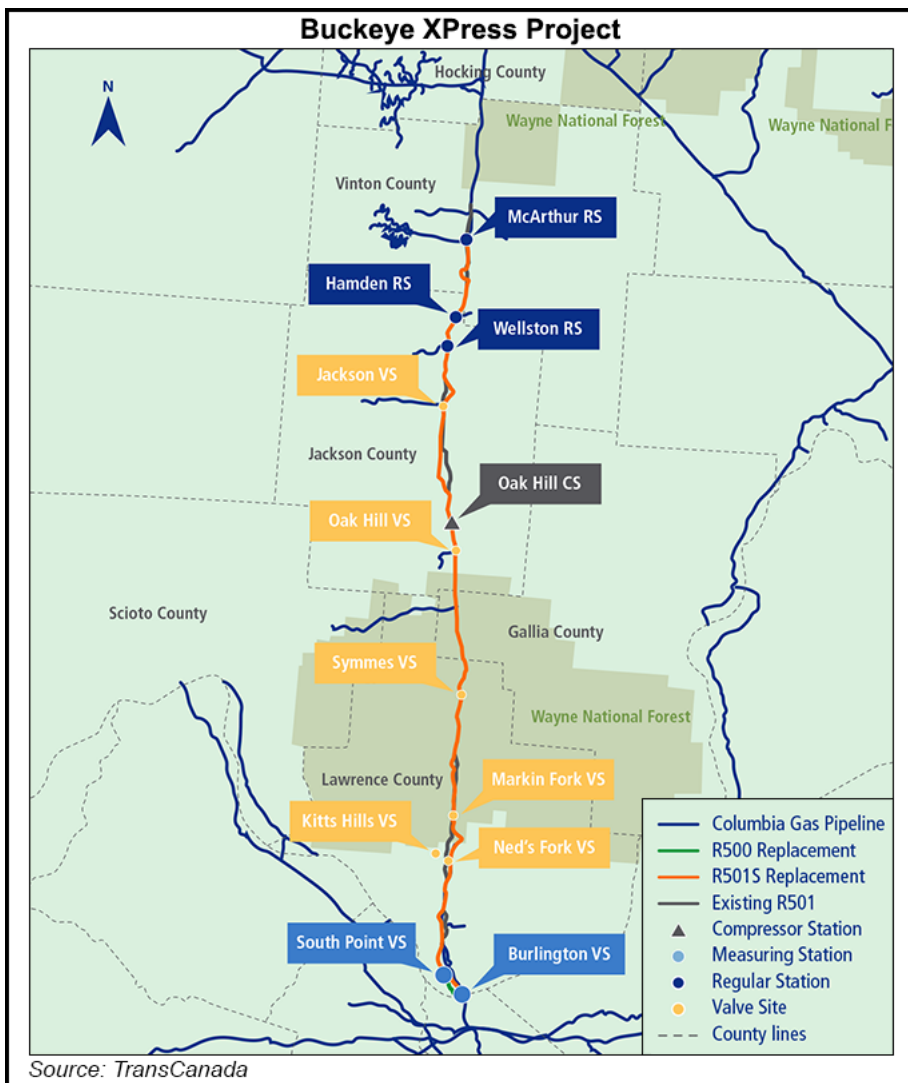 Buckeye XPress Project
Hocking County
N
Wayne National Forest
Wayne National F
Vinton County
McArthur RS
Hamden RS
Wellston RS
Jackson VS
Jackson County
Oak Hill CS
Oak Hill VS
Scioto County
Gallia County
Symmes VS
Wayne National Forest
Lawrence County
Markin Fork VS
Kitts Hills VS
Ned's Fork VS
South Point VS
Burlington VS
Columbia Gas Pipeline
R500 Replacement
R501S Replacement
Existing R501
Compressor Station
Measuring Station
Regular Station
Valve Site
County lines
Source: TransCanada